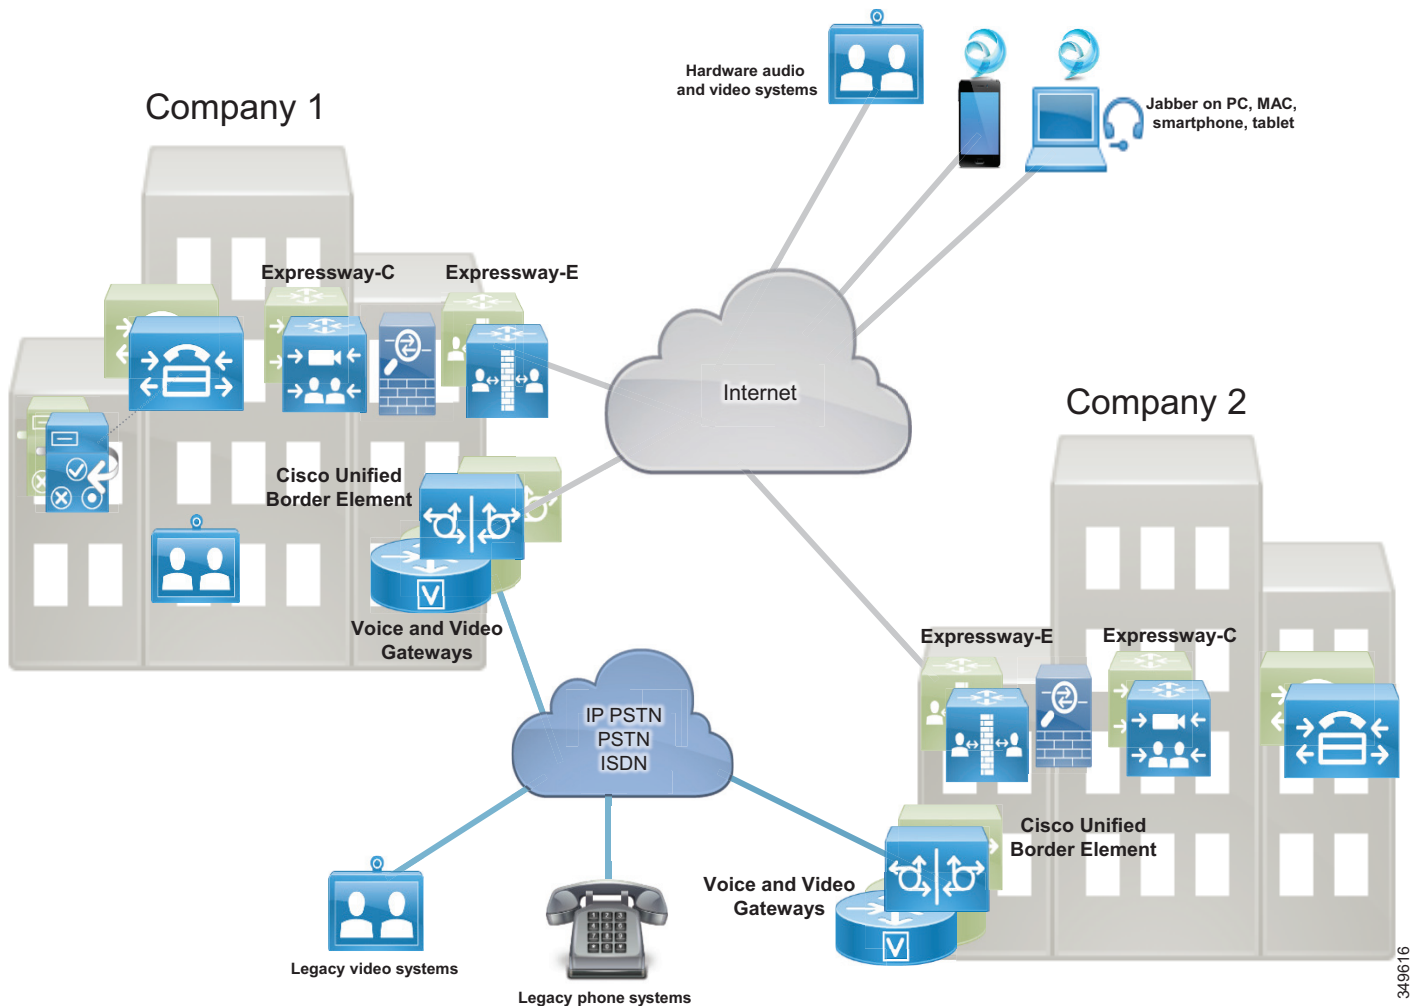 Hardware audio
and video systems
Jabber on PC, MAC,
smartphone, tablet
Company 1
Expressway-C
Expressway-E
Internet
Company 2
Cisco Unified
Border Element
Voice and Video
Gateways
Expressway-E
Expressway-C
IP PSTN
PSTN
ISDN
Cisco Unified
Border Element
Voice and Video
Gateways
V
V
Legacy video systems
Legacy phone systems
349616